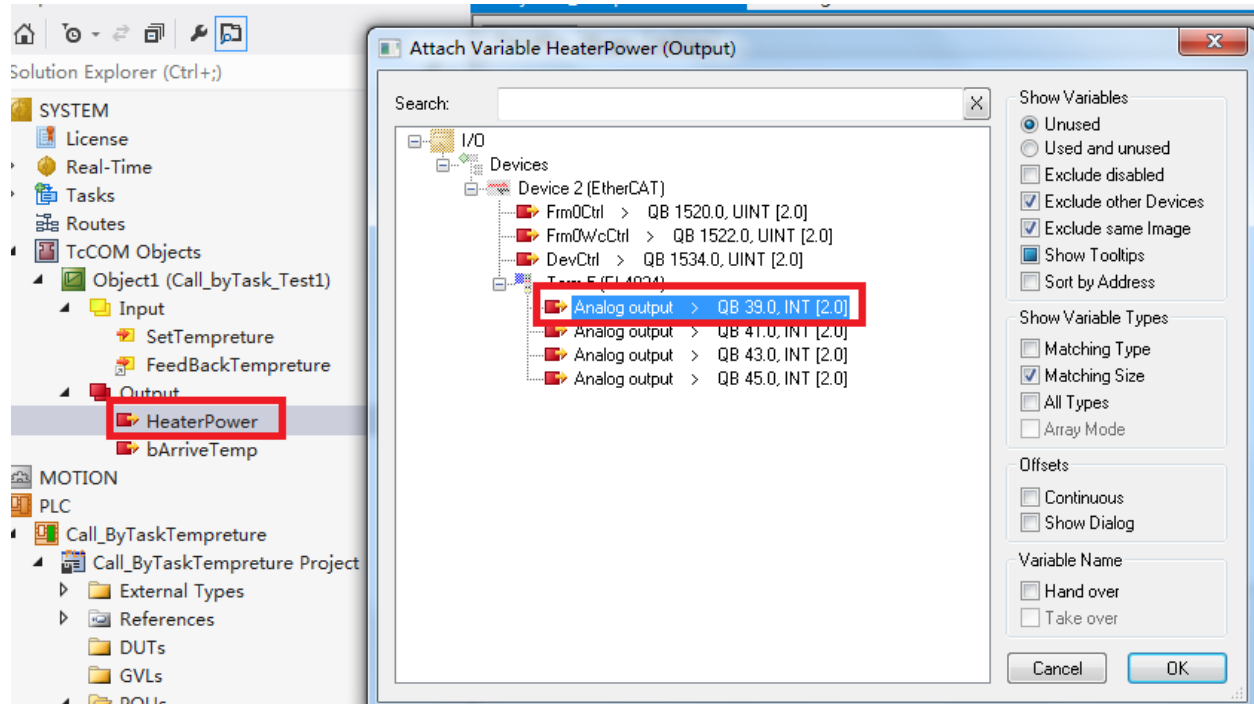 Attach Variable HeaterPower (Output)
Solution Explorer (Ctrl+;)
SYSTEM
License
Real-Time
Tasks
Routes
TcCOM Objects
Object1 (Call_byTask_Test1)
Input
SetTempreture
FeedBackTempreture
Output
HeaterPower
bArriveTemp
MOTION
PLC
Call_ByTaskTempreture
Call_ByTaskTempreture Project
External Types
References
DUTs
GVLs
POUs
Search:
I/O
Devices
Device 2 (EtherCAT)
Frm0Ctrl > QB 1520.0, UINT [2.0]
Frm0WcCtrl > QB 1522.0, UINT [2.0]
DevCtrl > QB 1534.0, UINT [2.0]
Analog output > QB 39.0, INT [2.0]
Analog output > QB 41.0, INT [2.0]
Analog output > QB 43.0, INT [2.0]
Analog output > QB 45.0, INT [2.0]
Show Variables
Unused
Used and unused
Exclude disabled
Exclude other Devices
Exclude same Image
Show Tooltips
Sort by Address
Show Variable Types
Matching Type
Matching Size
All Types
Array Mode
Offsets
Continuous
Show Dialog
Variable Name
Hand over
Take over
Cancel
OK